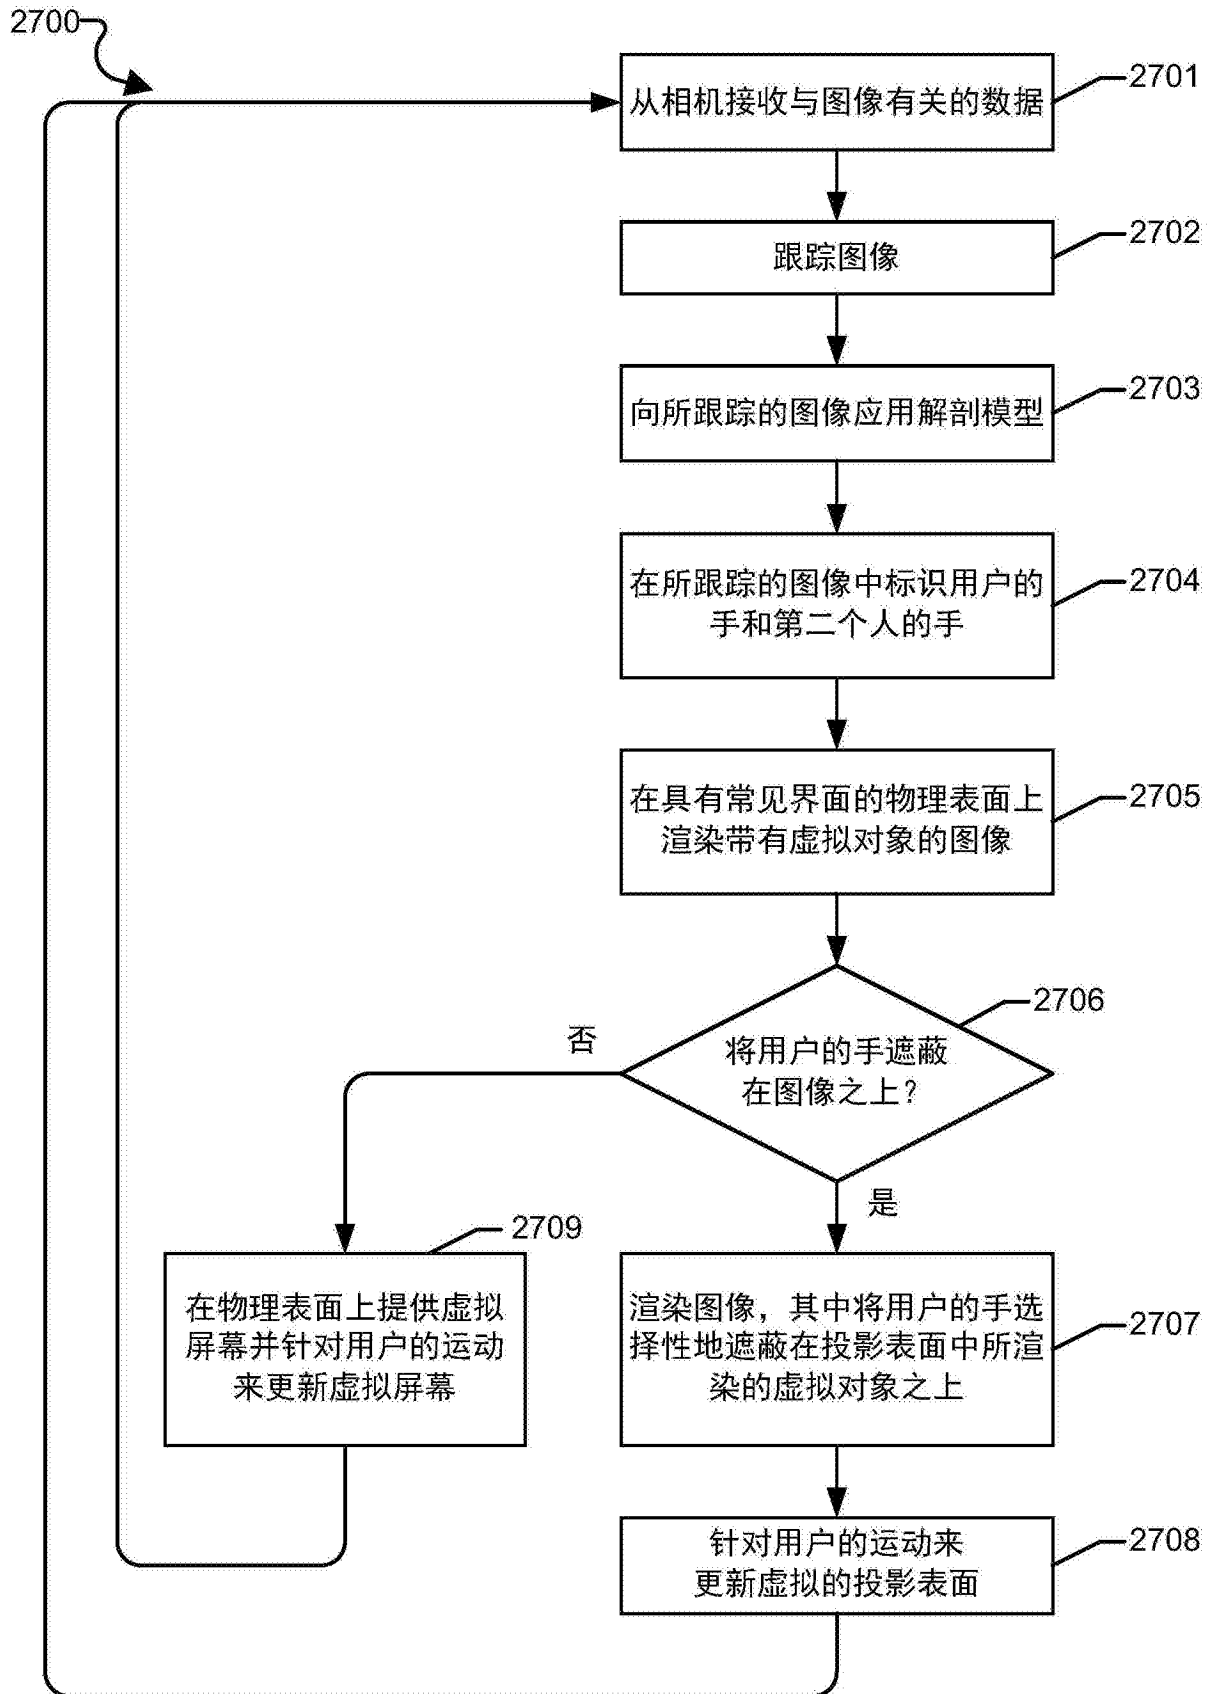 2700
从相机接收与图像有关的数据
2701
跟踪图像
2702
向所跟踪的图像应用解剖模型
2703
在所跟踪的图像中标识用户的
手和第二个人的手
2704
在具有常见界面的物理表面上
渲染带有虚拟对象的图像
2705
将用户的手遮蔽
在图像之上?
2706
否
是
2709
在物理表面上提供虚拟
屏幕并针对用户的运动
来更新虚拟屏幕
渲染图像，其中将用户的手选
择性地遮蔽在投影表面中所渲
染的虚拟对象之上
2707
针对用户的运动来
更新虚拟的投影表面
2708